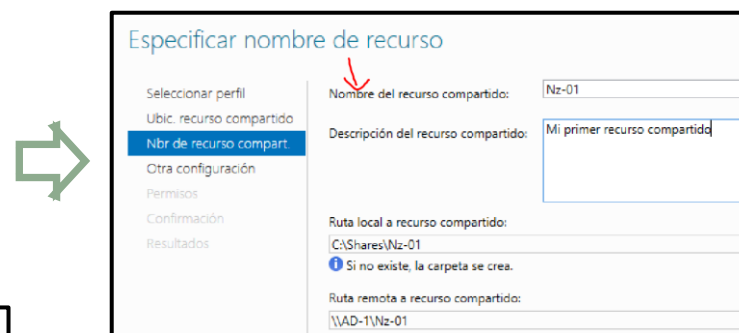 Especificar nombre de recurso
Seleccionar perfil
Ubic. recurso compartido
Nbr de recurso compart.
Otra configuración
Permisos
Confirmación
Resultados
Nombre del recurso compartido:
Nz-01
Descripción del recurso compartido:
Mi primer recurso compartido
Ruta local a recurso compartido:
C:\Shares\Nz-01
Si no existe, la carpeta se crea.
Ruta remota a recurso compartido:
\\AD-1\Nz-01